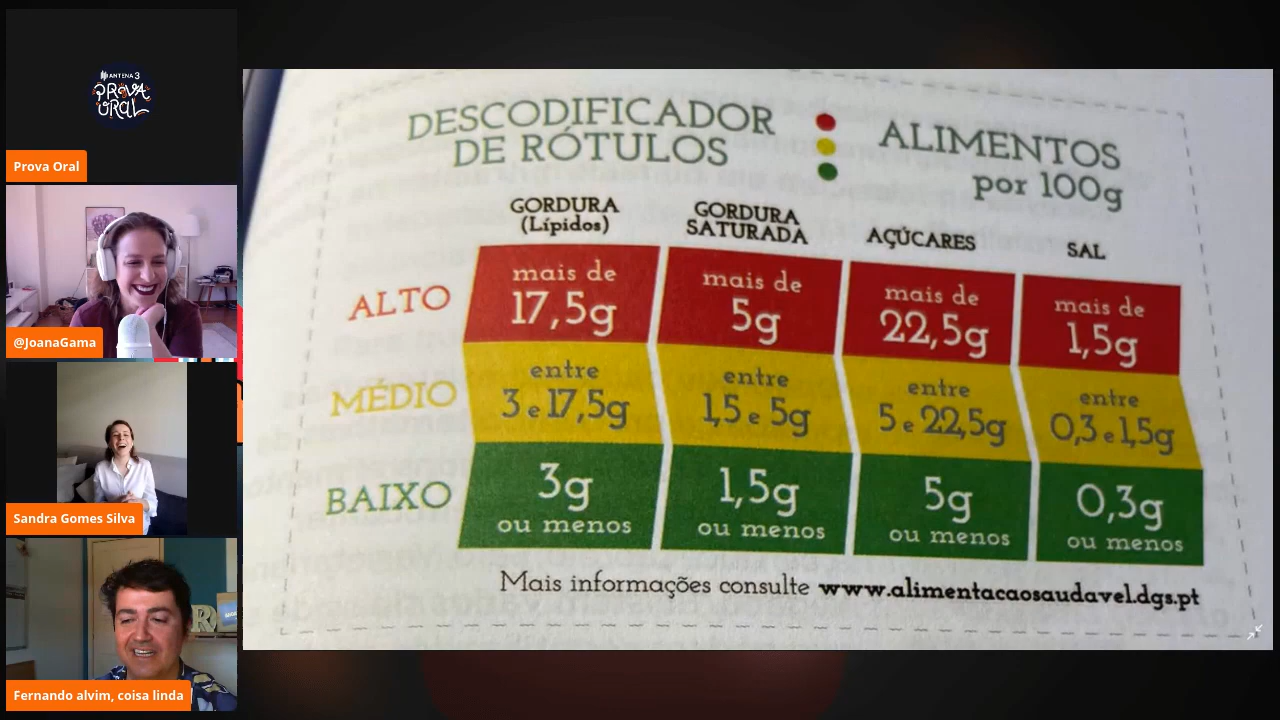 ANTENA 3
PROVA
ORAL
Prova Oral
@JoanaGama
Sandra Gomes Silva
R
Fernando alvim, coisa linda
DESCODIFICADOR
DE RÓTULOS
ALIMENTOS
por 100g
GORDURA
(Lípidos)
GORDURA
SATURADA
AÇÚCARES
SAL
ALTO
mais de
17,5g
mais de
5g
mais de
22,5g
mais de
1,5g
MÉDIO
entre
3 e 17,5g
entre
1,5 e 5g
entre
5 e 22,5g
entre
0,3 e 1,5g
BAIXO
3g
ou menos
1,5g
ou menos
5g
ou menos
0,3g
ou menos
Mais informações consulte www.alimentacaosaudavel.dgs.pt